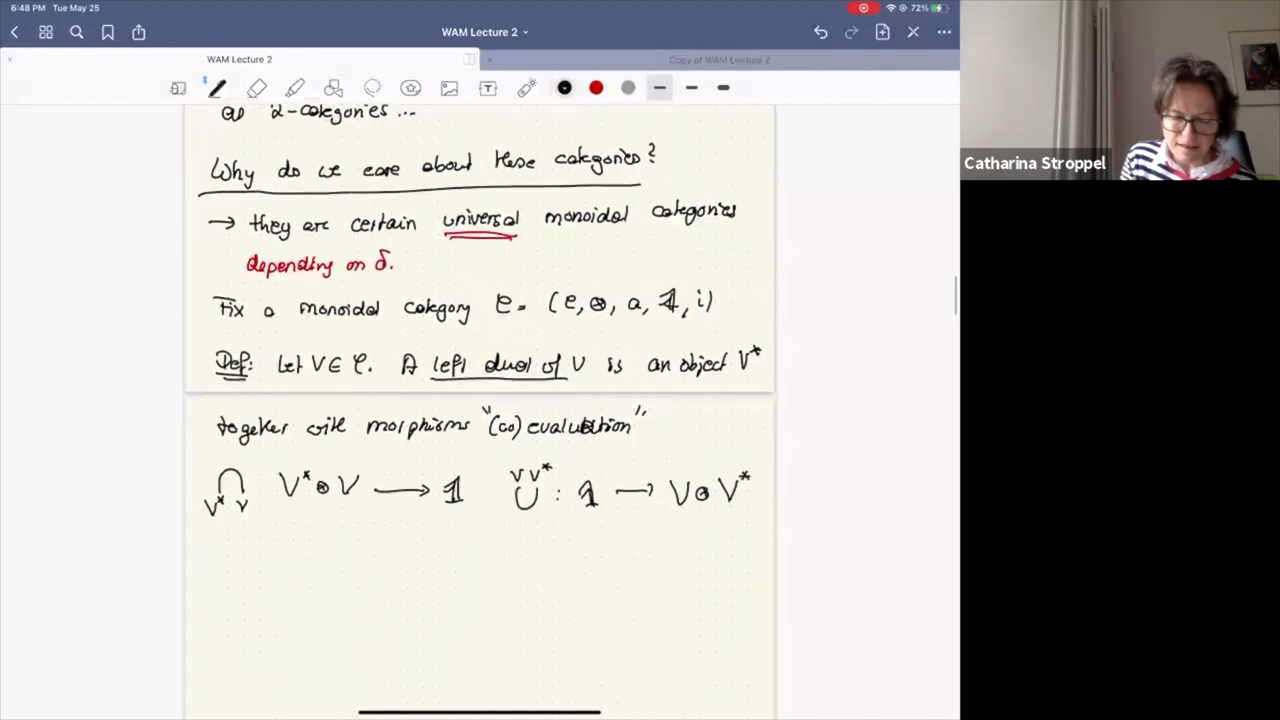 6:48 PM Tue May 25
72%
WAM Lecture 2
WAM Lecture 2
Copy of WAM Lecture 2
2-categories ...
Why do we care about these categories?
→ they are certain universal monoidal categories
depending on δ.
Fix a monoidal category C = (C, ⊗, a, 𝟙, i)
Def: Let V ∈ C. A left dual of V is an object V*
together with morphisms "(co)evaluation"
V* V V* ⊗ V → 𝟙 V V* : 𝟙 → V ⊗ V*
Catharina Stroppel